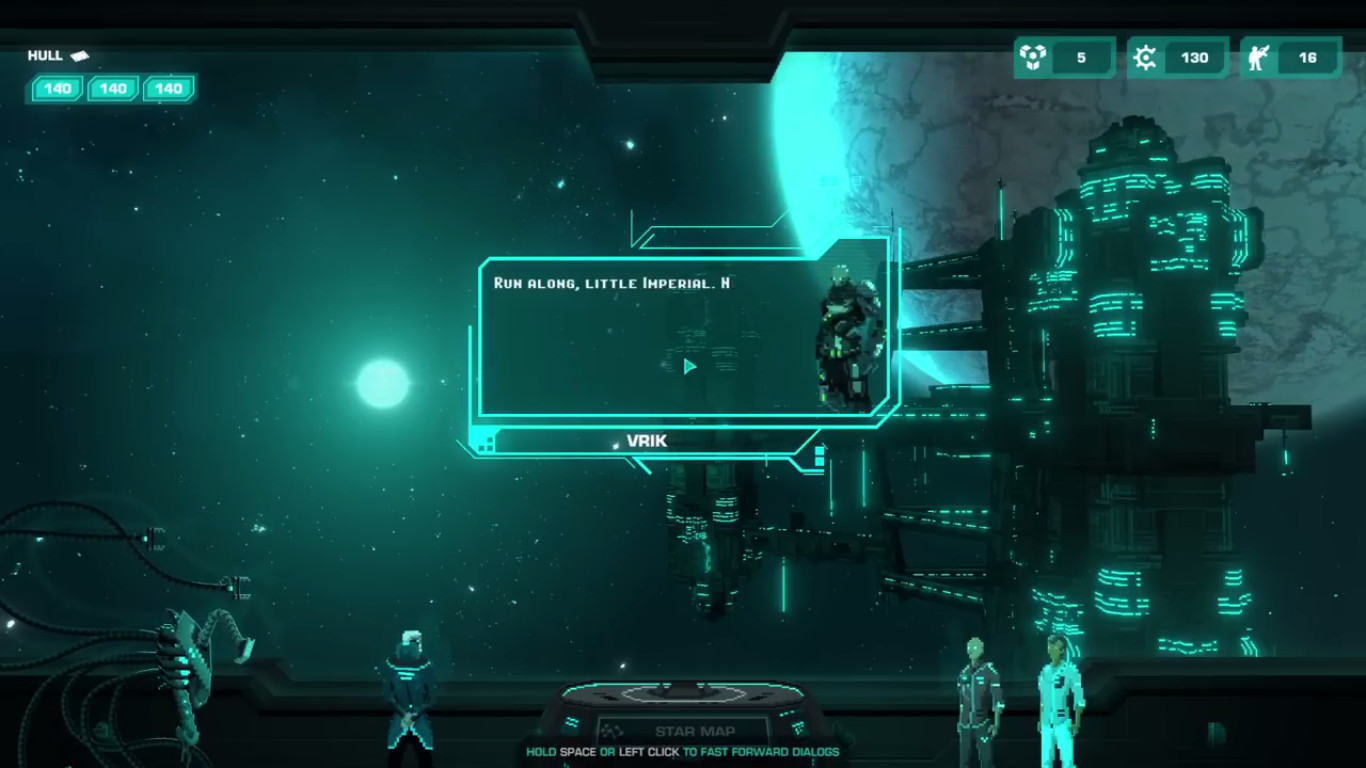 HULL
140 140 140
5 130 16
Run along, little Imperial. H
VRIK
STAR MAP
HOLD SPACE OR LEFT CLICK TO FAST FORWARD DIALOGS